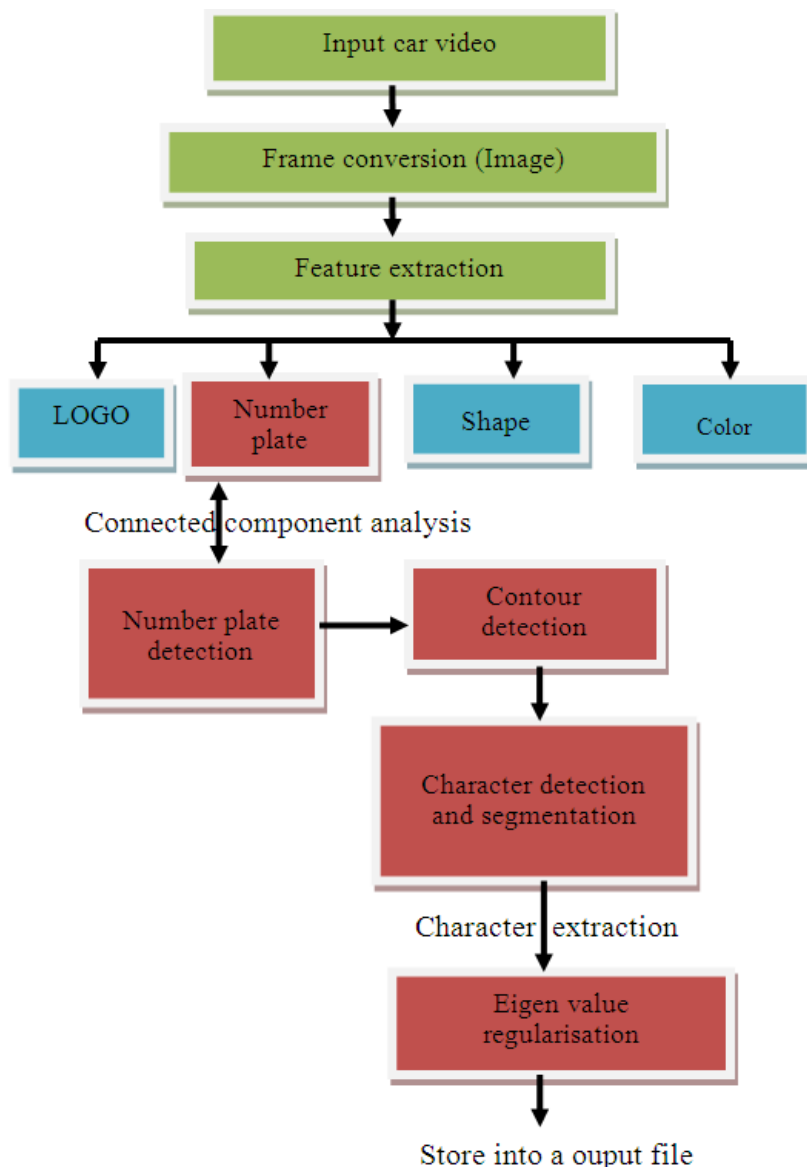 Input car video
Frame conversion (Image)
Feature extraction
LOGO
Number
plate
Shape
Color
Connected component analysis
Number plate
detection
Contour
detection
Character detection
and segmentation
Character extraction
Eigen value
regularisation
Store into a ouput file